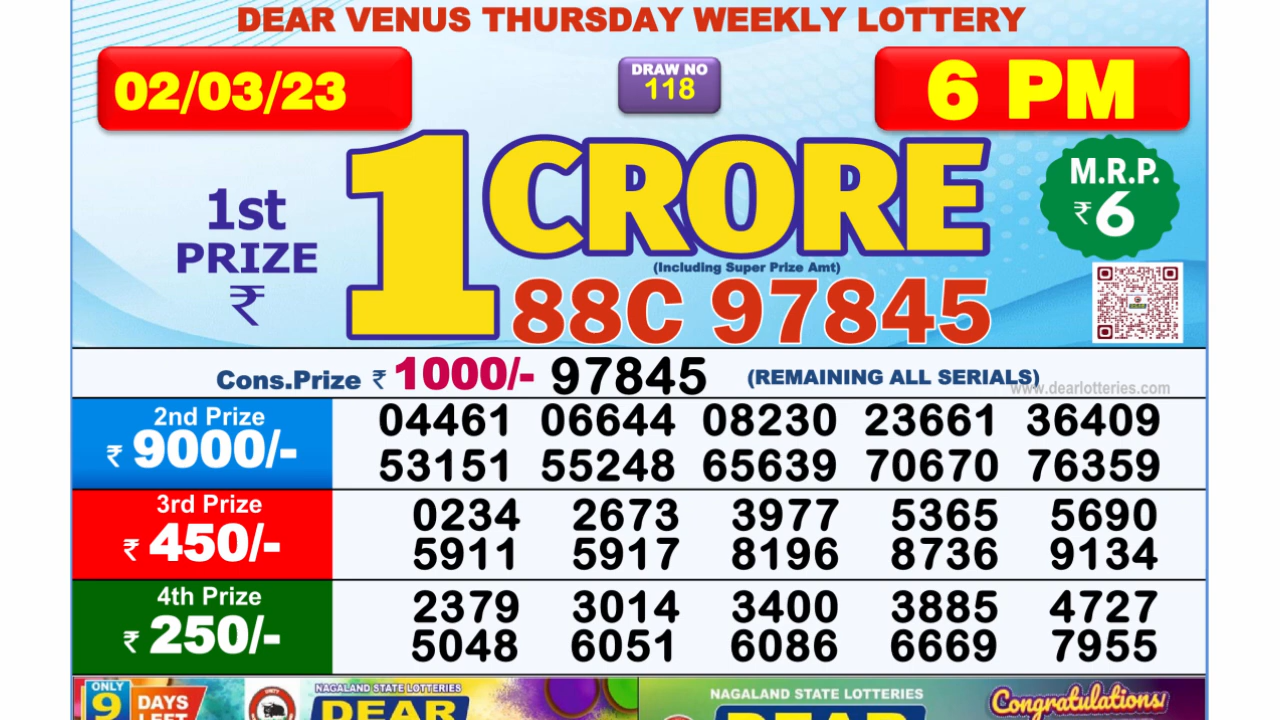 DEAR VENUS THURSDAY WEEKLY LOTTERY
02/03/23
DRAW NO
118
6 PM
1st
PRIZE
₹
1 CRORE
(Including Super Prize Amt)
88C 97845
M.R.P.
₹ 6
Cons.Prize ₹ 1000/- 97845 (REMAINING ALL SERIALS)
www.dearlotteries.com
2nd Prize
₹ 9000/-
04461 06644 08230 23661 36409
53151 55248 65639 70670 76359
3rd Prize
₹ 450/-
0234 2673 3977 5365 5690
5911 5917 8196 8736 9134
4th Prize
₹ 250/-
2379 3014 3400 3885 4727
5048 6051 6086 6669 7955
ONLY
9
DAYS
LEFT
NAGALAND STATE LOTTERIES
DEAR
NAGALAND STATE LOTTERIES
DEAR
Congratulations!